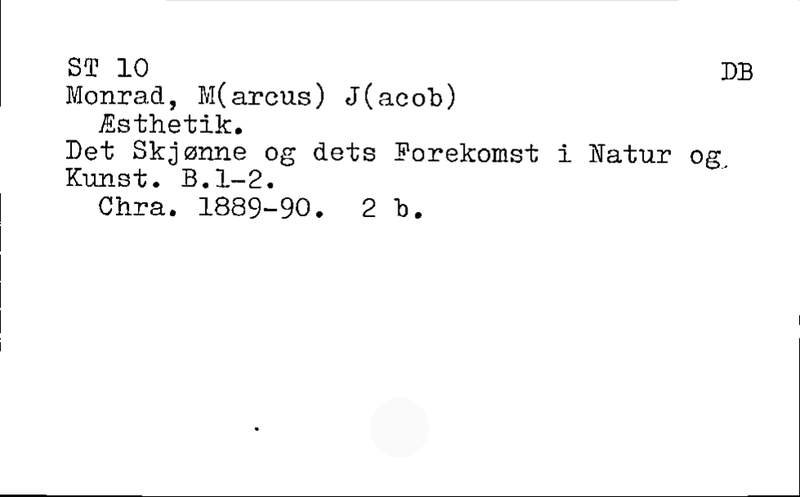 ST 10 DB
Monrad, M(arcus) J(acob)
Æsthetik.
Det Skjønne og dets Forekomst i Natur og
Kunst. B.1-2.
Chra. 1889-90. 2 b.